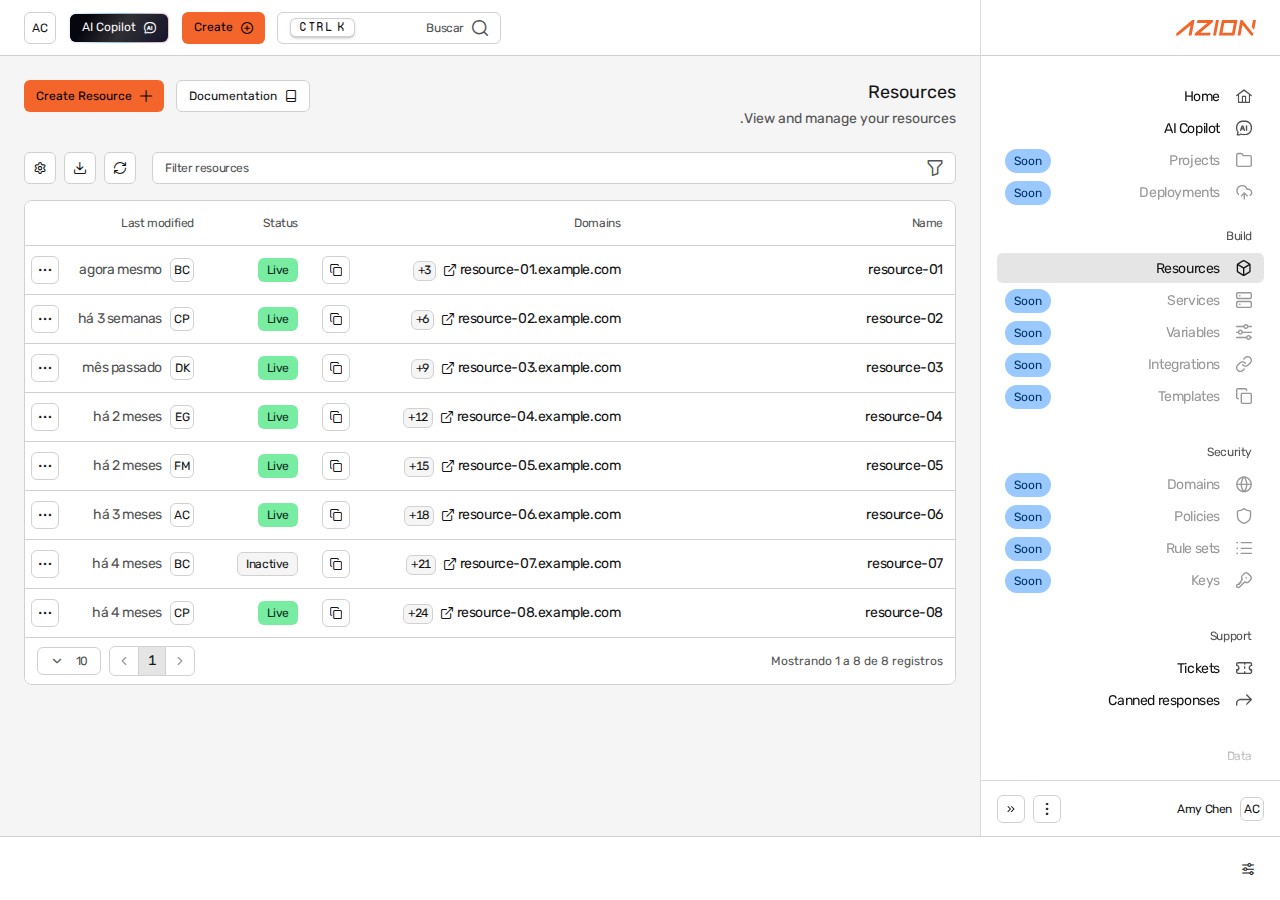 AZION
Buscar
CTRL K
Create
AI Copilot
AC
Home
AI Copilot
Projects
Soon
Deployments
Soon
Build
Resources
Services
Soon
Variables
Soon
Integrations
Soon
Templates
Soon
Security
Domains
Soon
Policies
Soon
Rule sets
Soon
Keys
Soon
Support
Tickets
Canned responses
Data
AC
Amy Chen
Resources
.View and manage your resources
Documentation
Create Resource
Filter resources
Name Domains Status Last modified
resource-01 resource-01.example.com +3 Live BC agora mesmo
resource-02 resource-02.example.com +6 Live CP há 3 semanas
resource-03 resource-03.example.com +9 Live DK mês passado
resource-04 resource-04.example.com +12 Live EG há 2 meses
resource-05 resource-05.example.com +15 Live FM há 2 meses
resource-06 resource-06.example.com +18 Live AC há 3 meses
resource-07 resource-07.example.com +21 Inactive BC há 4 meses
resource-08 resource-08.example.com +24 Live CP há 4 meses
Mostrando 1 a 8 de 8 registros
1
10